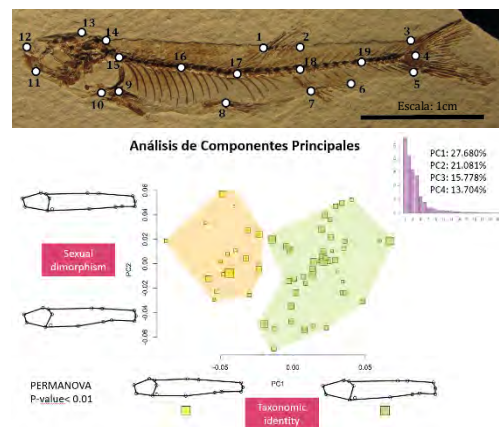 13
14
12
15
11
10
9
16
17
8
1
2
18
7
6
19
3
4
5
Escala: 1cm
Análisis de Componentes Principales
PC1: 27.680%
PC2: 21.081%
PC3: 15.778%
PC4: 13.704%
Sexual
dimorphism
PC2
0.06
0.04
0.02
0.00
-0.02
-0.04
-0.06
-0.05
0.00
0.05
PC1
PERMANOVA
P-value< 0.01
Taxonomic
identity